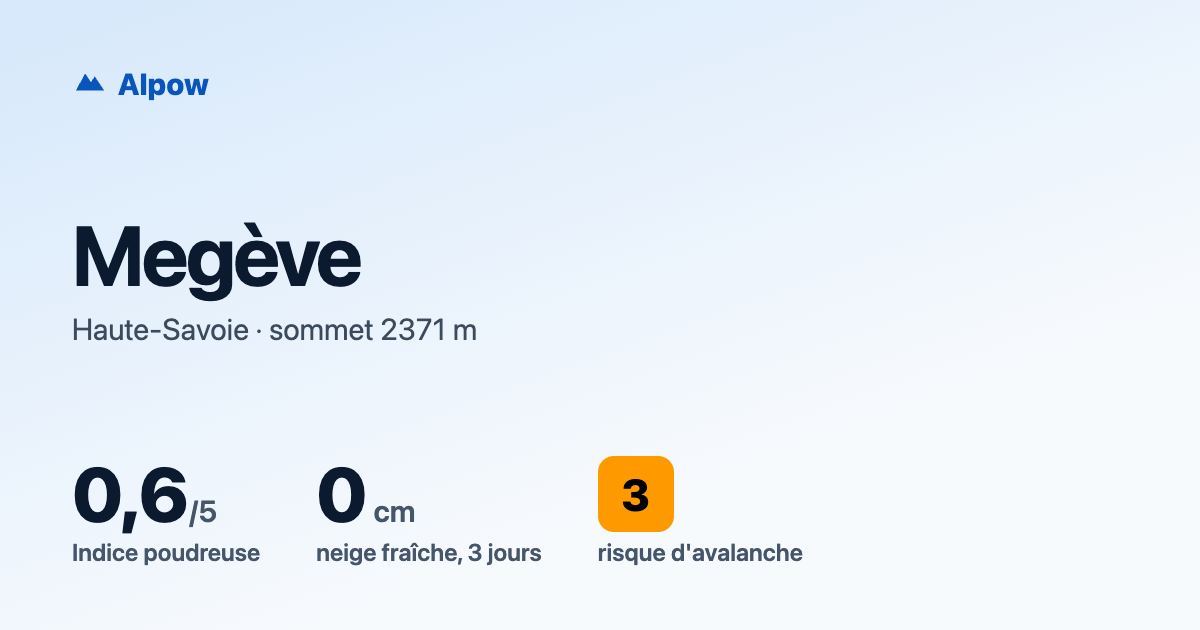 Alpow
Megève
Haute-Savoie · sommet 2371 m
0,6/5
Indice poudreuse
0 cm
neige fraîche, 3 jours
3
risque d'avalanche